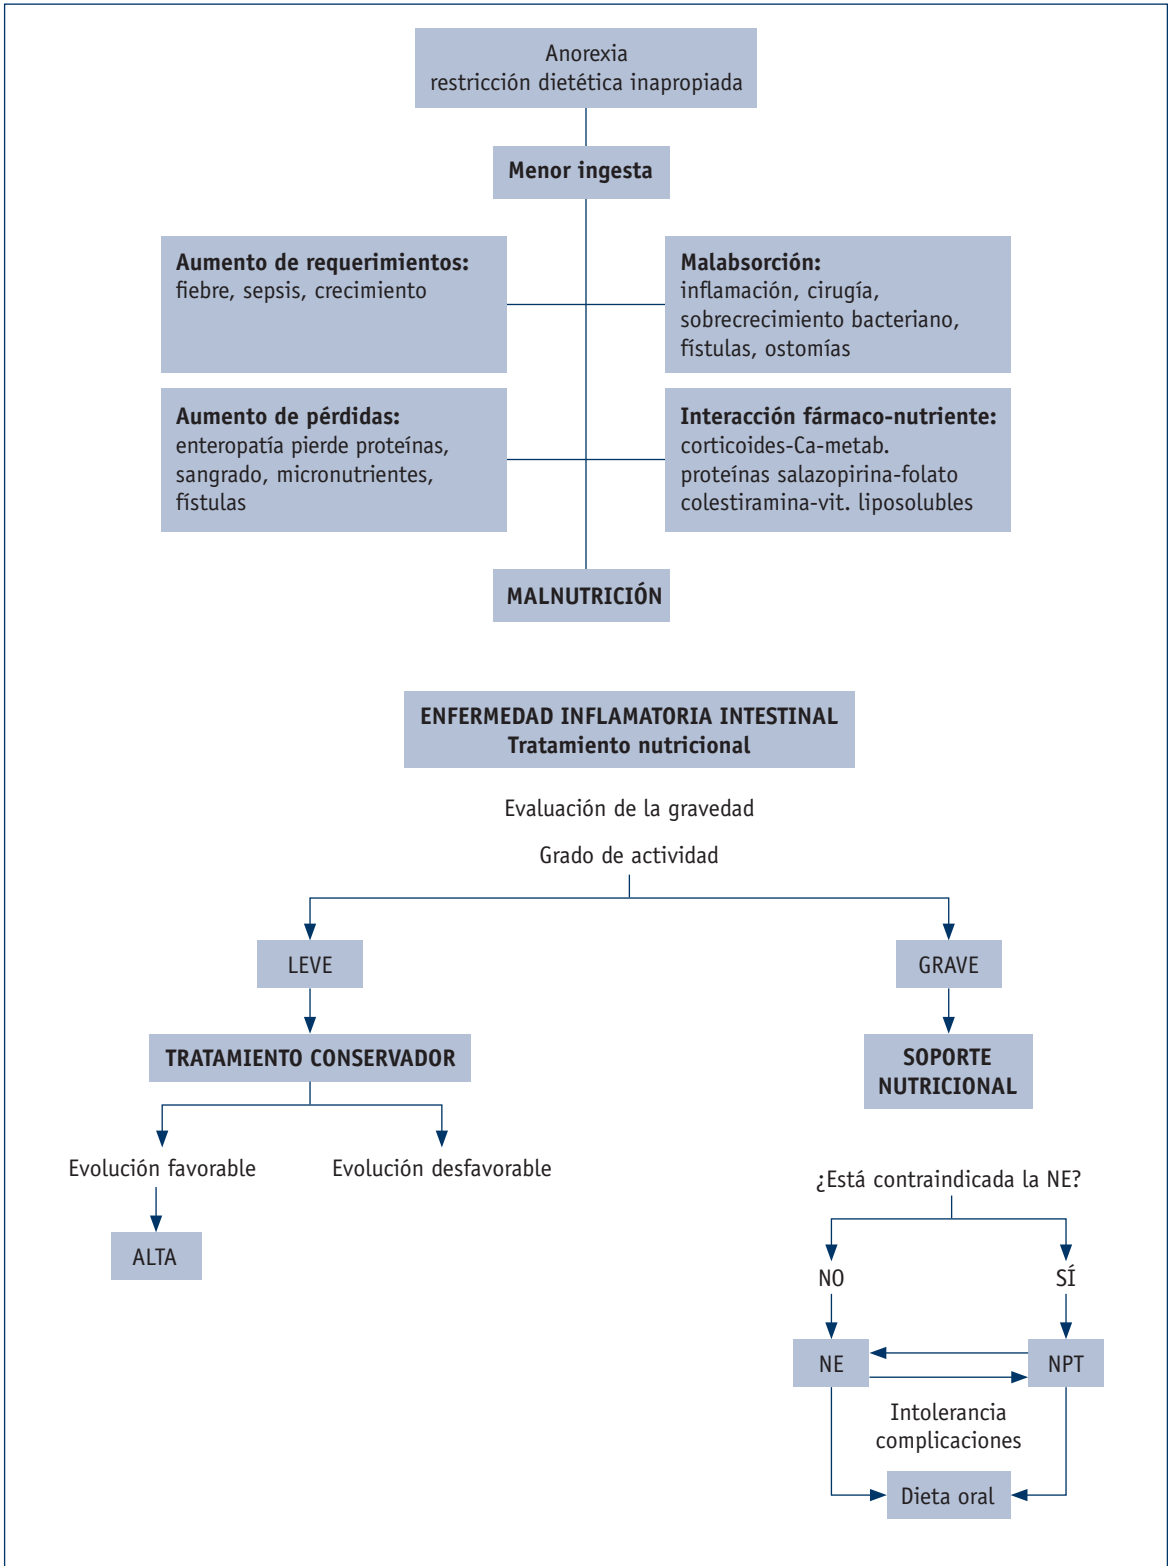 Anorexia
restricción dietética inapropiada
Menor ingesta
Aumento de requerimientos:
fiebre, sepsis, crecimiento
Malabsorción:
inflamación, cirugía,
sobrecrecimiento bacteriano,
fístulas, ostomías
Aumento de pérdidas:
enteropatía pierde proteínas,
sangrado, micronutrientes,
fístulas
Interacción fármaco-nutriente:
corticoides-Ca-metab.
proteínas salazopirina-folato
colestiramina-vit. liposolubles
MALNUTRICIÓN
ENFERMEDAD INFLAMATORIA INTESTINAL
Tratamiento nutricional
Evaluación de la gravedad
Grado de actividad
LEVE
GRAVE
TRATAMIENTO CONSERVADOR
SOPORTE
NUTRICIONAL
Evolución favorable
Evolución desfavorable
¿Está contraindicada la NE?
ALTA
NO
SÍ
NE
NPT
Intolerancia
complicaciones
Dieta oral